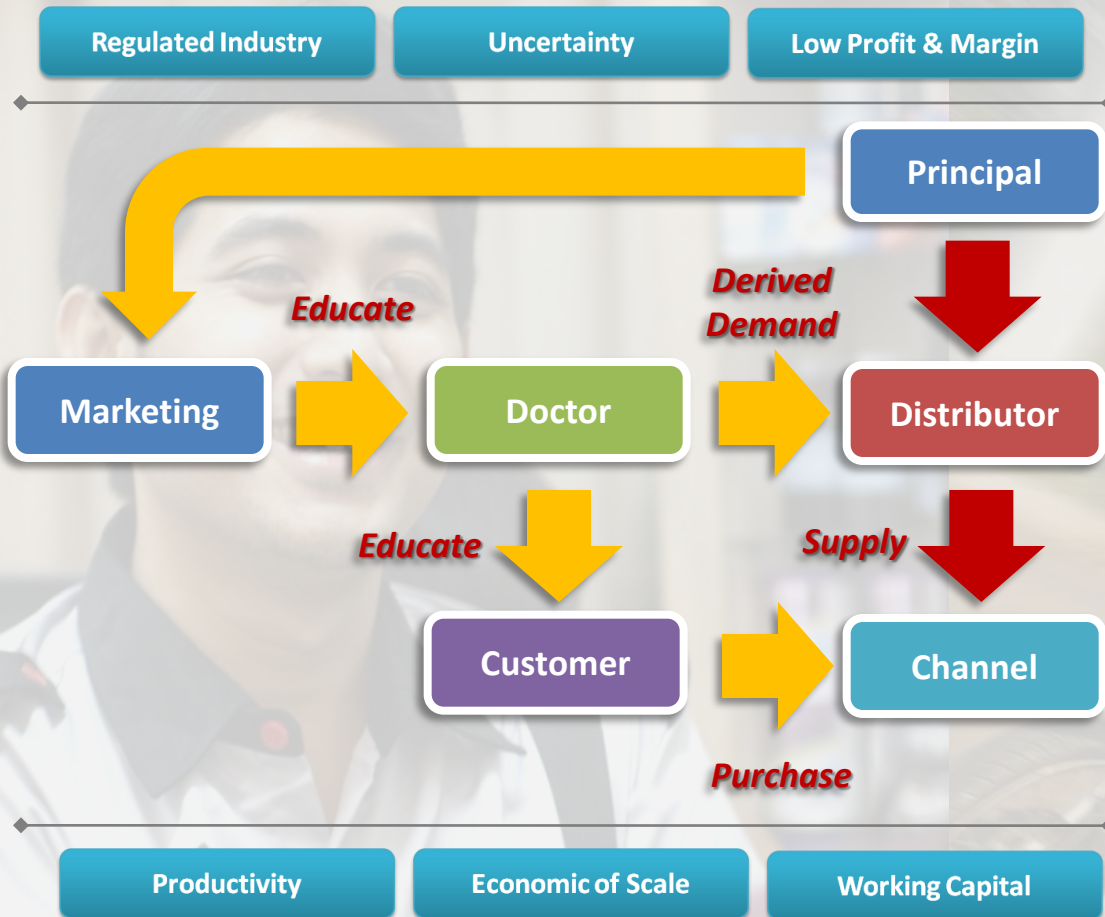 Regulated Industry
Uncertainty
Low Profit & Margin
Principal
Derived
Demand
Educate
Marketing
Doctor
Distributor
Educate
Supply
Customer
Channel
Purchase
Productivity
Economic of Scale
Working Capital